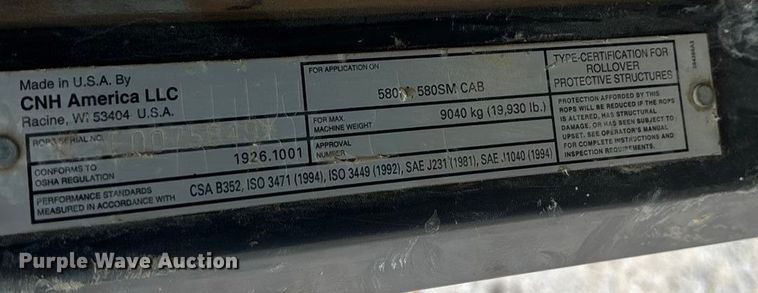 Made in U.S.A. By
CNH America LLC
Racine, WI 53404 U.S.A.
ROPS SERIAL NO.
CONFORMS TO
OSHA REGULATION
1926.1001
PERFORMANCE STANDARDS
MEASURED IN ACCORDANCE WITH
CSA B352, ISO 3471 (1994), ISO 3449 (1992), SAE J231 (1981), SAE J1040 (1994)
FOR APPLICATION ON
580SM CAB
FOR MAX.
MACHINE WEIGHT
9040 kg (19,930 lb.)
APPROVAL
NUMBER
TYPE-CERTIFICATION FOR
ROLLOVER
PROTECTIVE STRUCTURES
PROTECTION AFFORDED BY THIS
ROPS WILL BE REDUCED IF THE ROPS
IS ALTERED, HAS STRUCTURAL
DAMAGE, OR HAS BEEN SUBJECT TO
UPSET. SEE OPERATOR'S MANUAL
FOR COMPLETE INSTRUCTIONS AND
INSPECTION REQUIREMENTS.
Purple Wave Auction